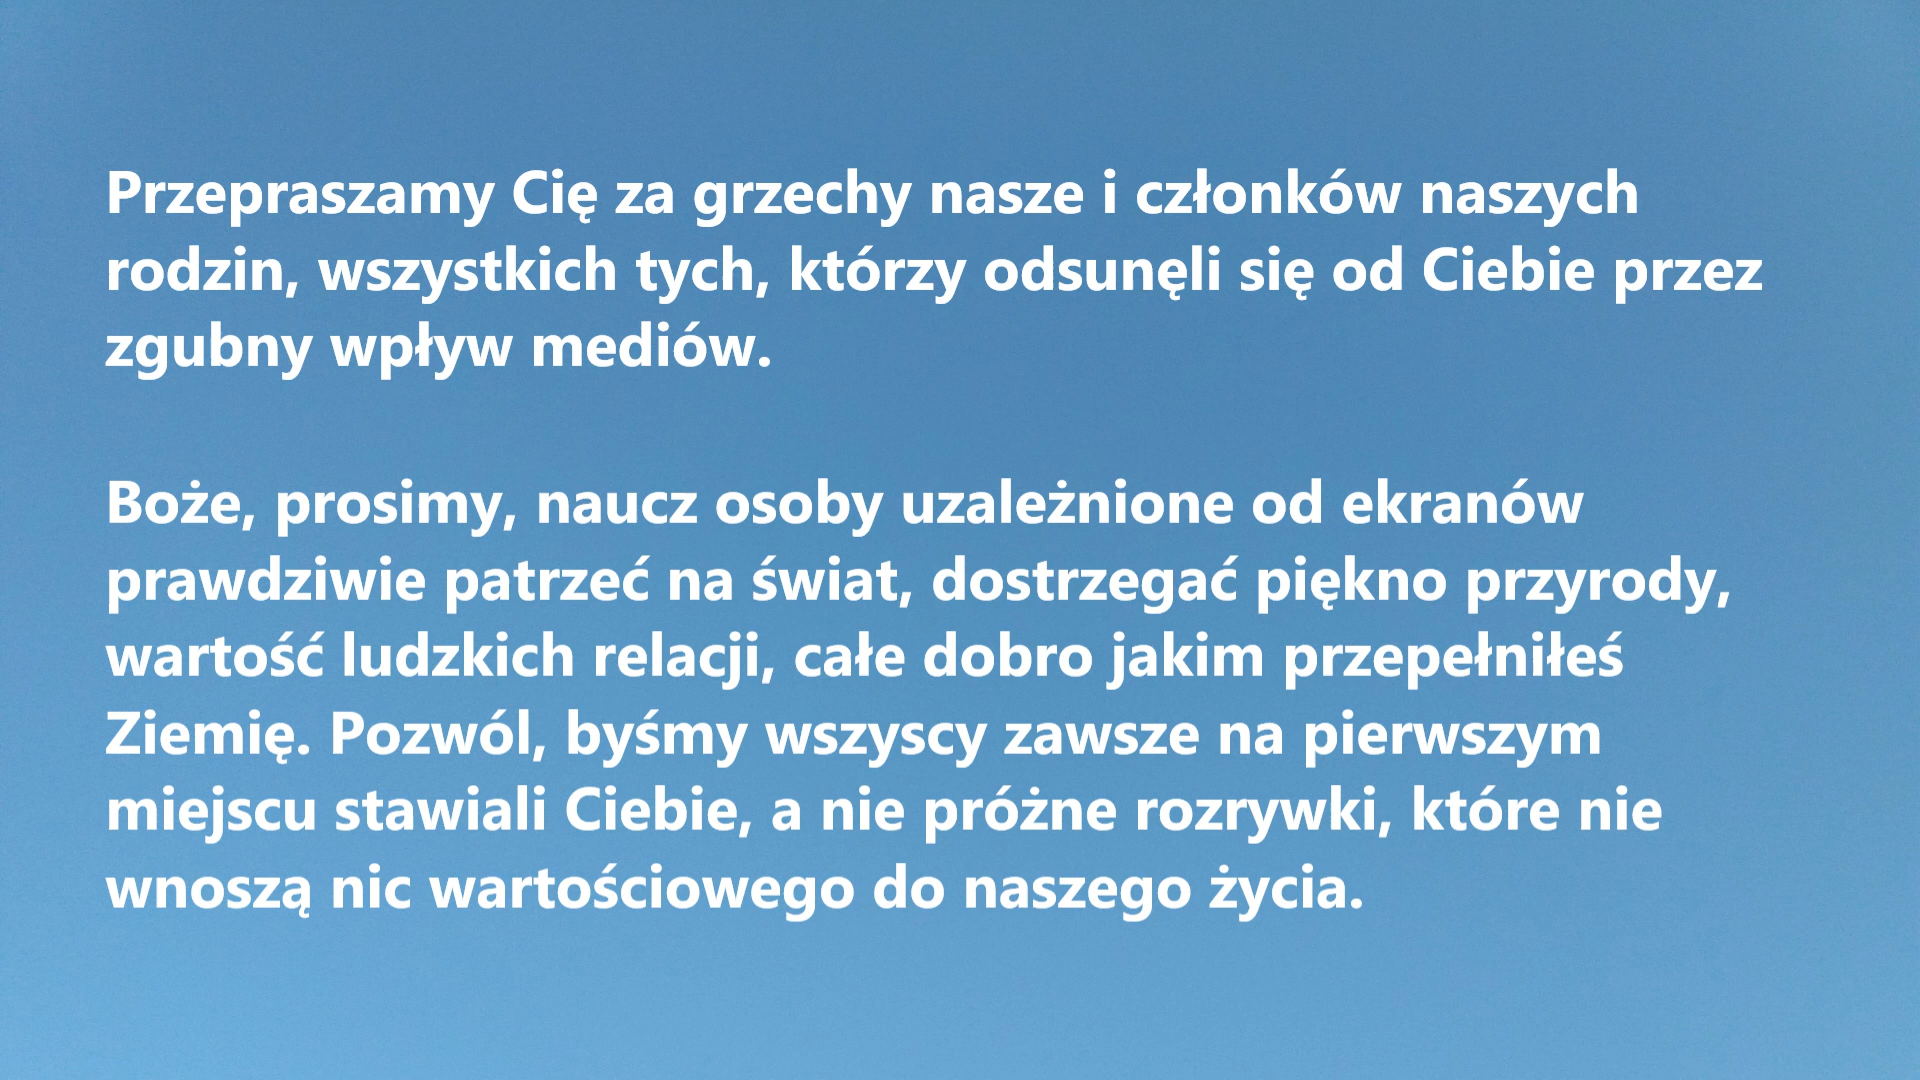 Przepraszamy Cię za grzechy nasze i członków naszych
rodzin, wszystkich tych, którzy odsunęli się od Ciebie przez
zgubny wpływ mediów.
Boże, prosimy, naucz osoby uzależnione od ekranów
prawdziwie patrzeć na świat, dostrzegać piękno przyrody,
wartość ludzkich relacji, całe dobro jakim przepełniłeś
Ziemię. Pozwól, byśmy wszyscy zawsze na pierwszym
miejscu stawiali Ciebie, a nie próżne rozrywki, które nie
wnoszą nic wartościowego do naszego życia.